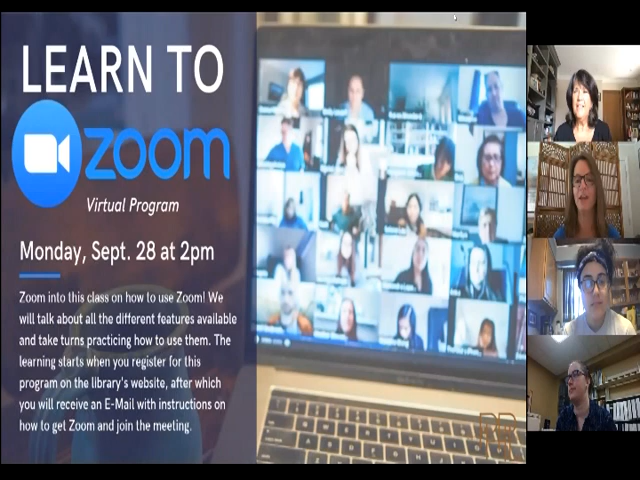 LEARN TO
zoom
Virtual Program
Monday, Sept. 28 at 2pm
Zoom into this class on how to use Zoom! We
will talk about all the different features available
and take turns practicing how to use them. The
learning starts when you register for this
program on the library's website, after which
you will receive an E-Mail with instructions on
how to get Zoom and join the meeting.